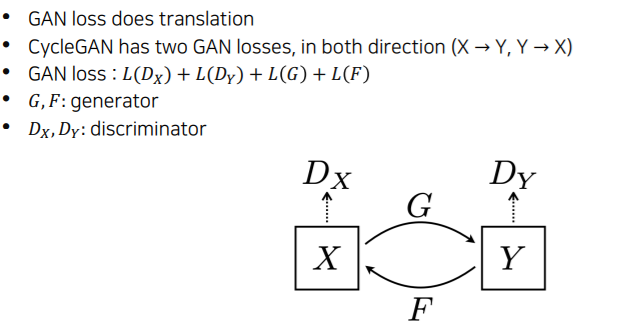 • GAN loss does translation
• CycleGAN has two GAN losses, in both direction (X → Y, Y → X)
• GAN loss : L(D_X) + L(D_Y) + L(G) + L(F)
• G, F: generator
• D_X, D_Y: discriminator
D_X D_Y
G
X Y
F